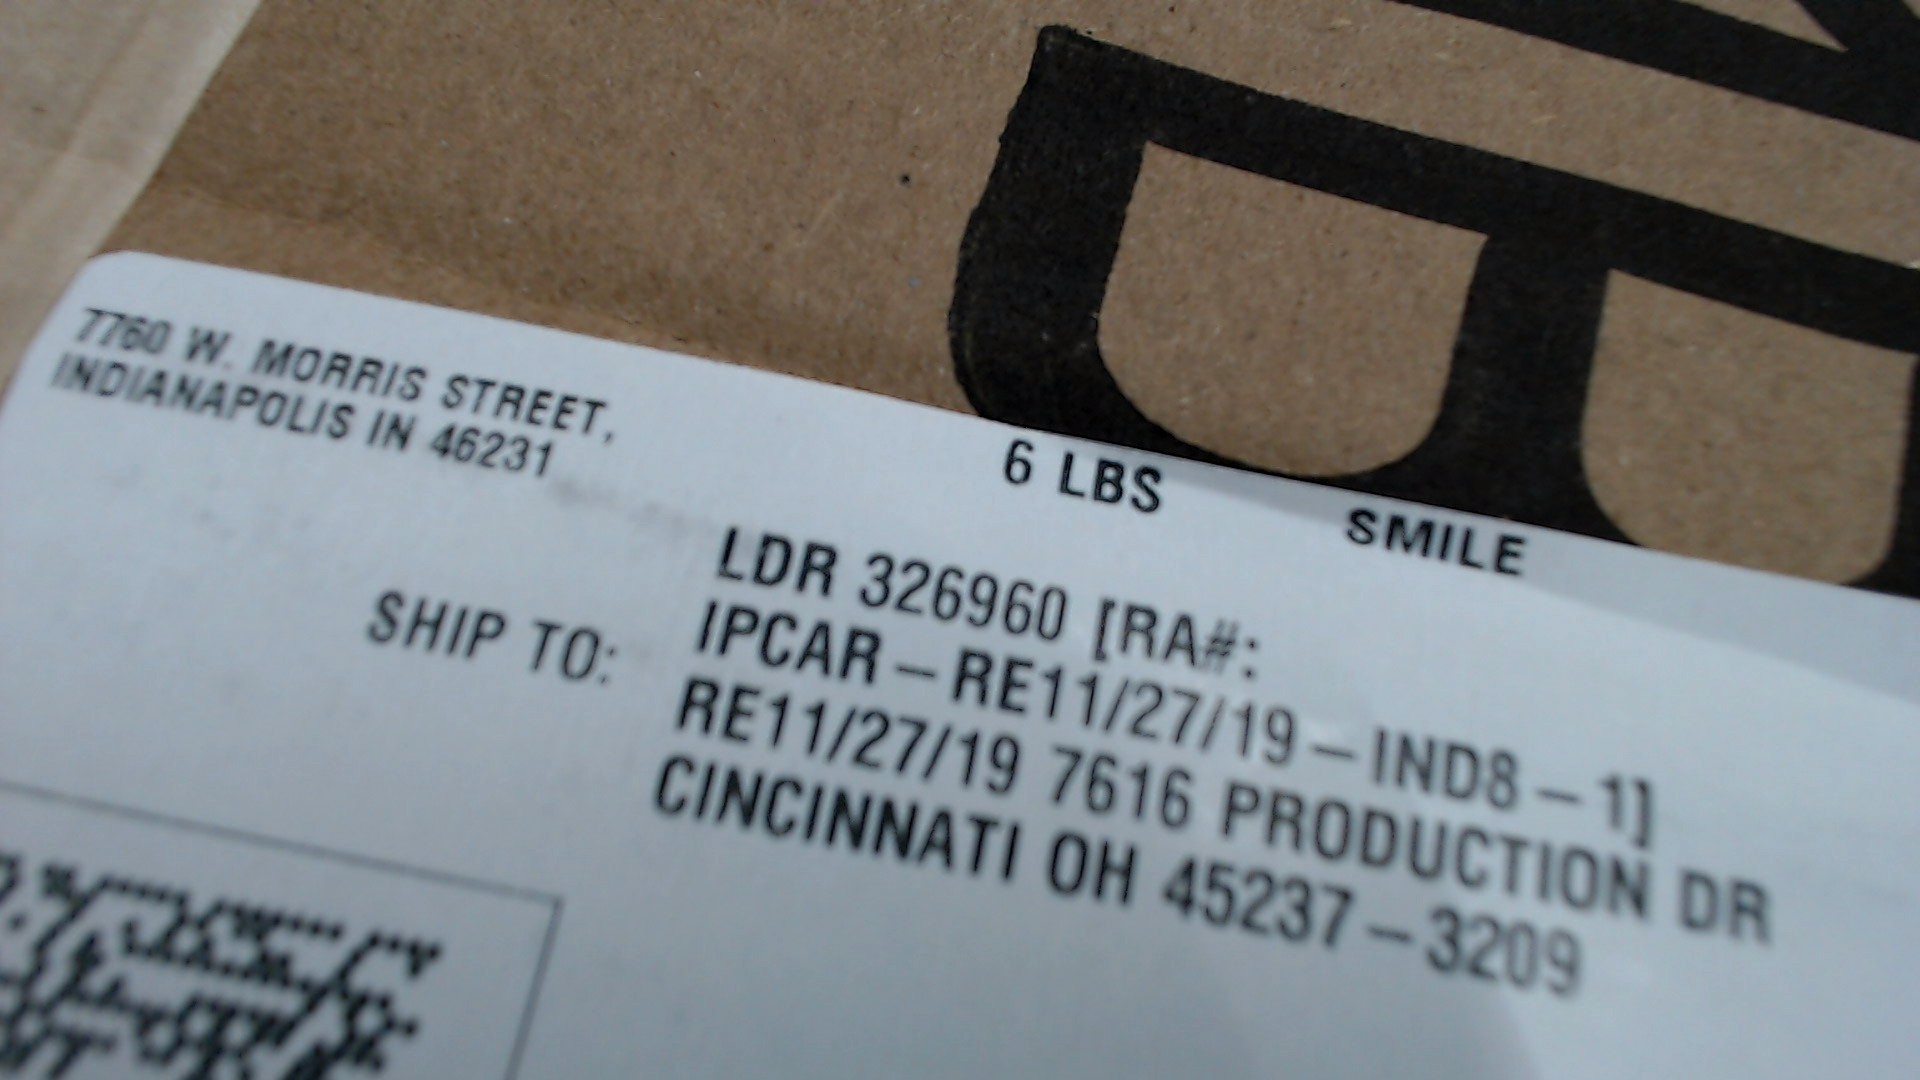 7760 W. MORRIS STREET,
INDIANAPOLIS IN 46231
6 LBS
SMILE
SHIP TO:
LDR 326960 [RA#:
IPCAR – RE11/27/19 – IND8 – 1]
RE11/27/19 7616 PRODUCTION DR
CINCINNATI OH 45237 – 3209